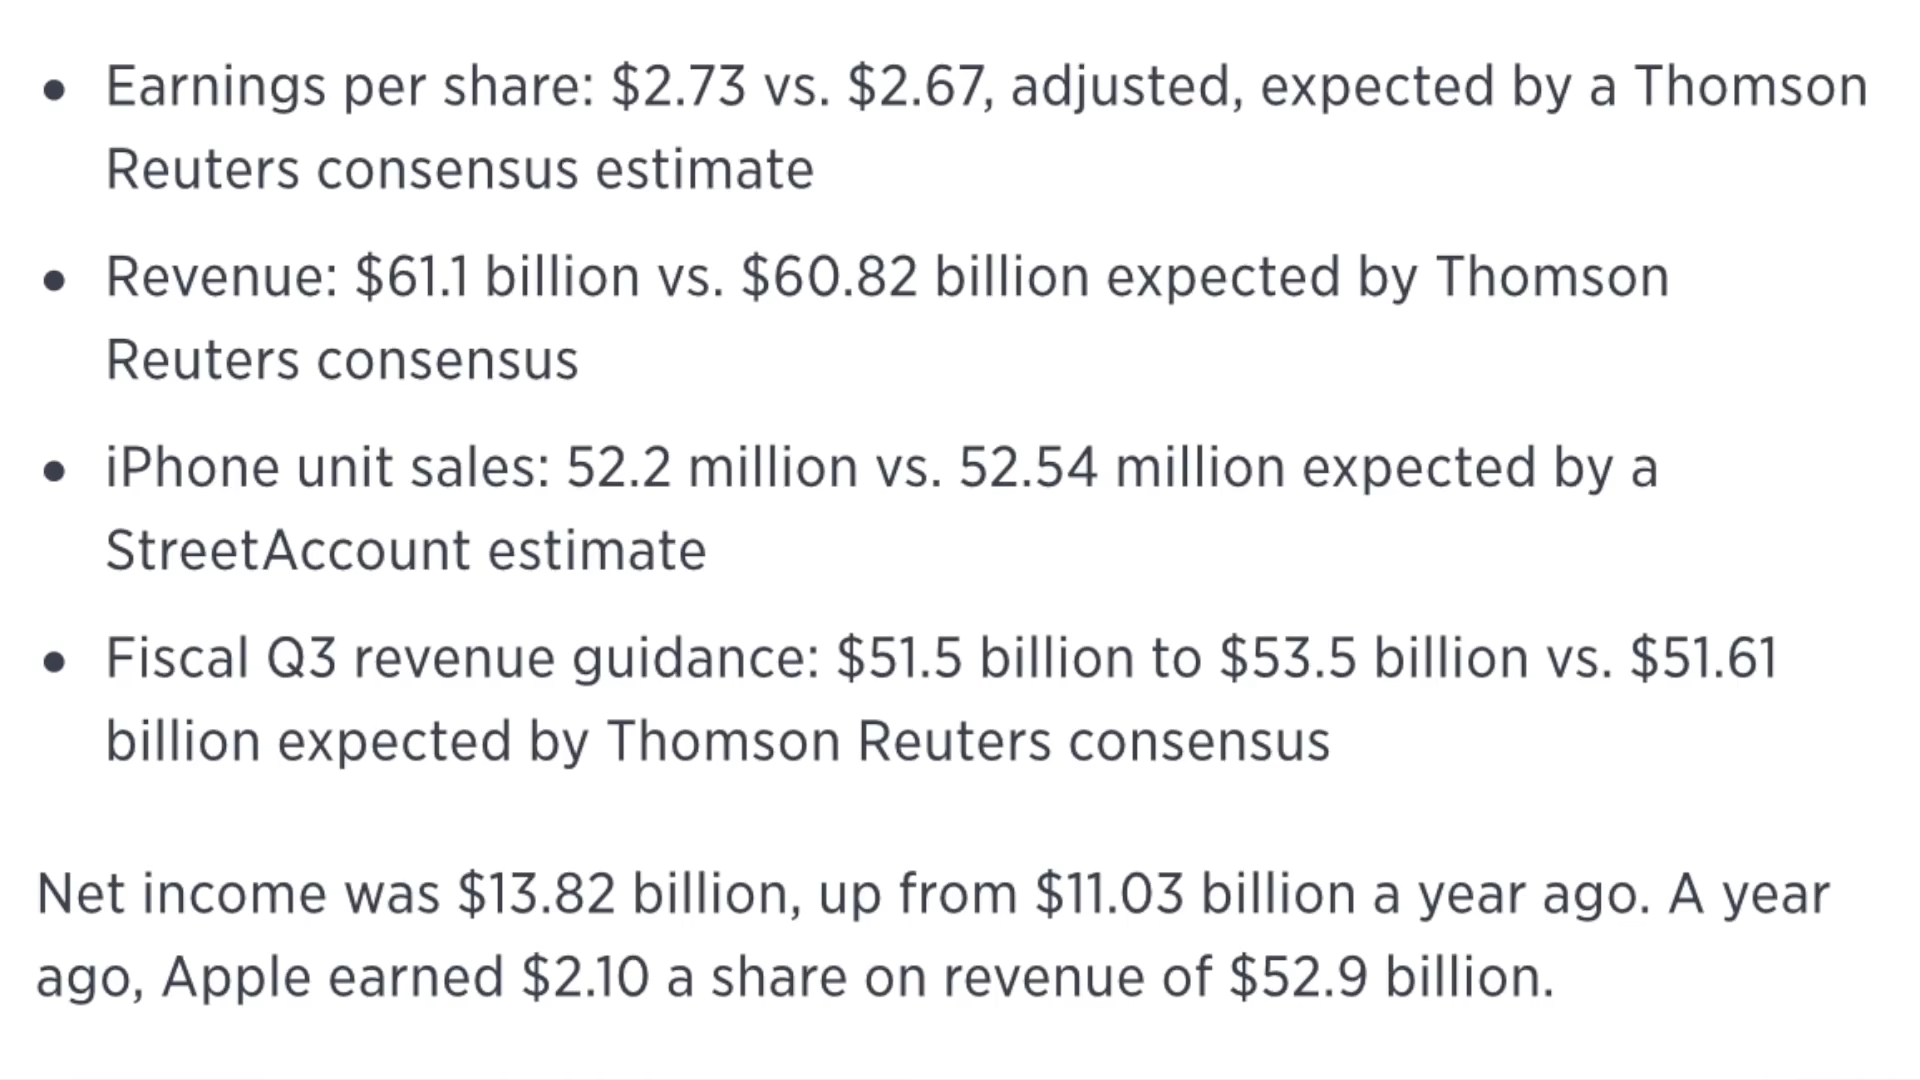 • Earnings per share: $2.73 vs. $2.67, adjusted, expected by a Thomson
Reuters consensus estimate
• Revenue: $61.1 billion vs. $60.82 billion expected by Thomson
Reuters consensus
• iPhone unit sales: 52.2 million vs. 52.54 million expected by a
StreetAccount estimate
• Fiscal Q3 revenue guidance: $51.5 billion to $53.5 billion vs. $51.61
billion expected by Thomson Reuters consensus
Net income was $13.82 billion, up from $11.03 billion a year ago. A year
ago, Apple earned $2.10 a share on revenue of $52.9 billion.